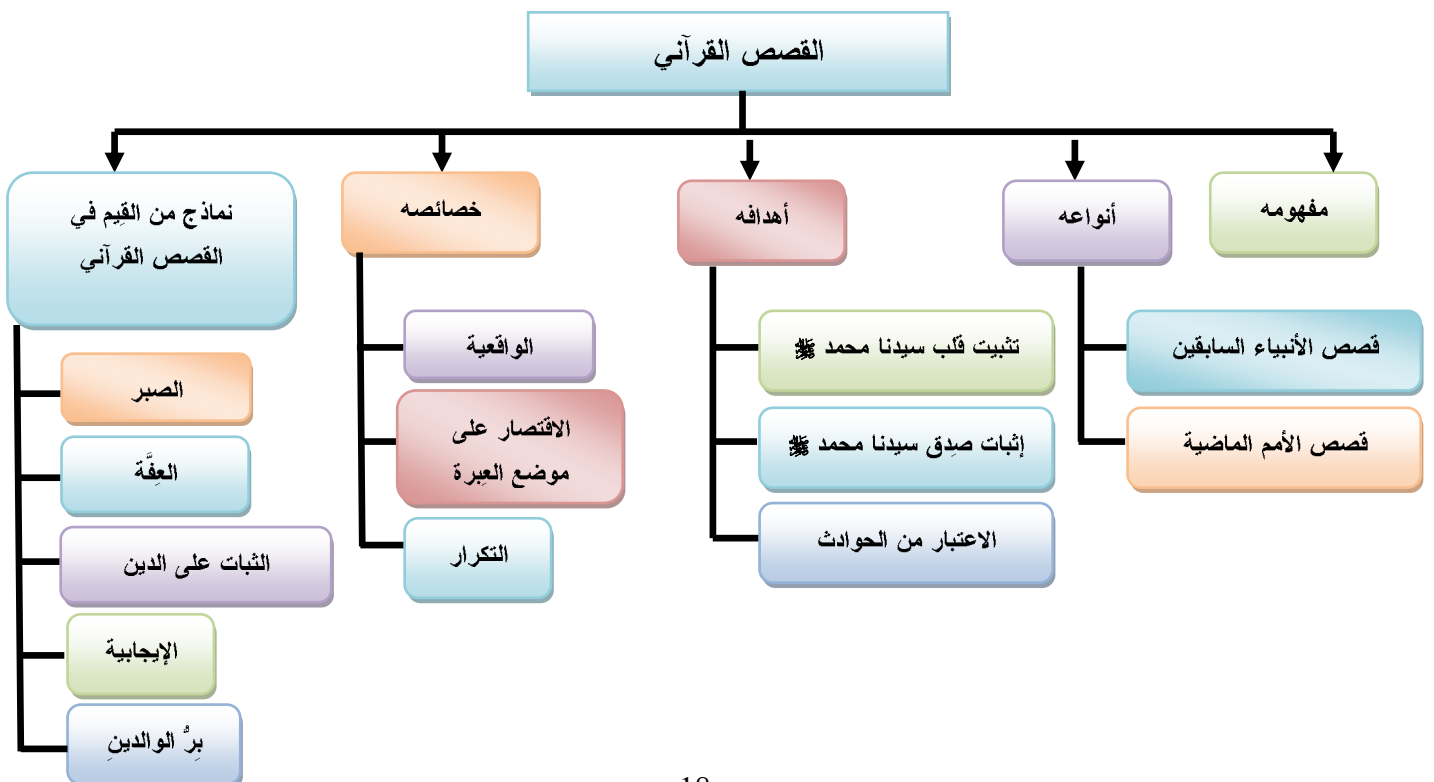 القصص القرآني
مفهومه
أنواعه
قصص الأنبياء السابقين
قصص الأمم الماضية
أهدافه
تثبيت قلب سيدنا محمد ﷺ
إثبات صِدق سيدنا محمد ﷺ
الاعتبار من الحوادث
خصائصه
الواقعية
الاقتصار على
موضع العِبرة
التكرار
نماذج من القِيم في
القصص القرآني
الصبر
العِفَّة
الثبات على الدين
الإيجابية
بِرُّ الوالدينِ